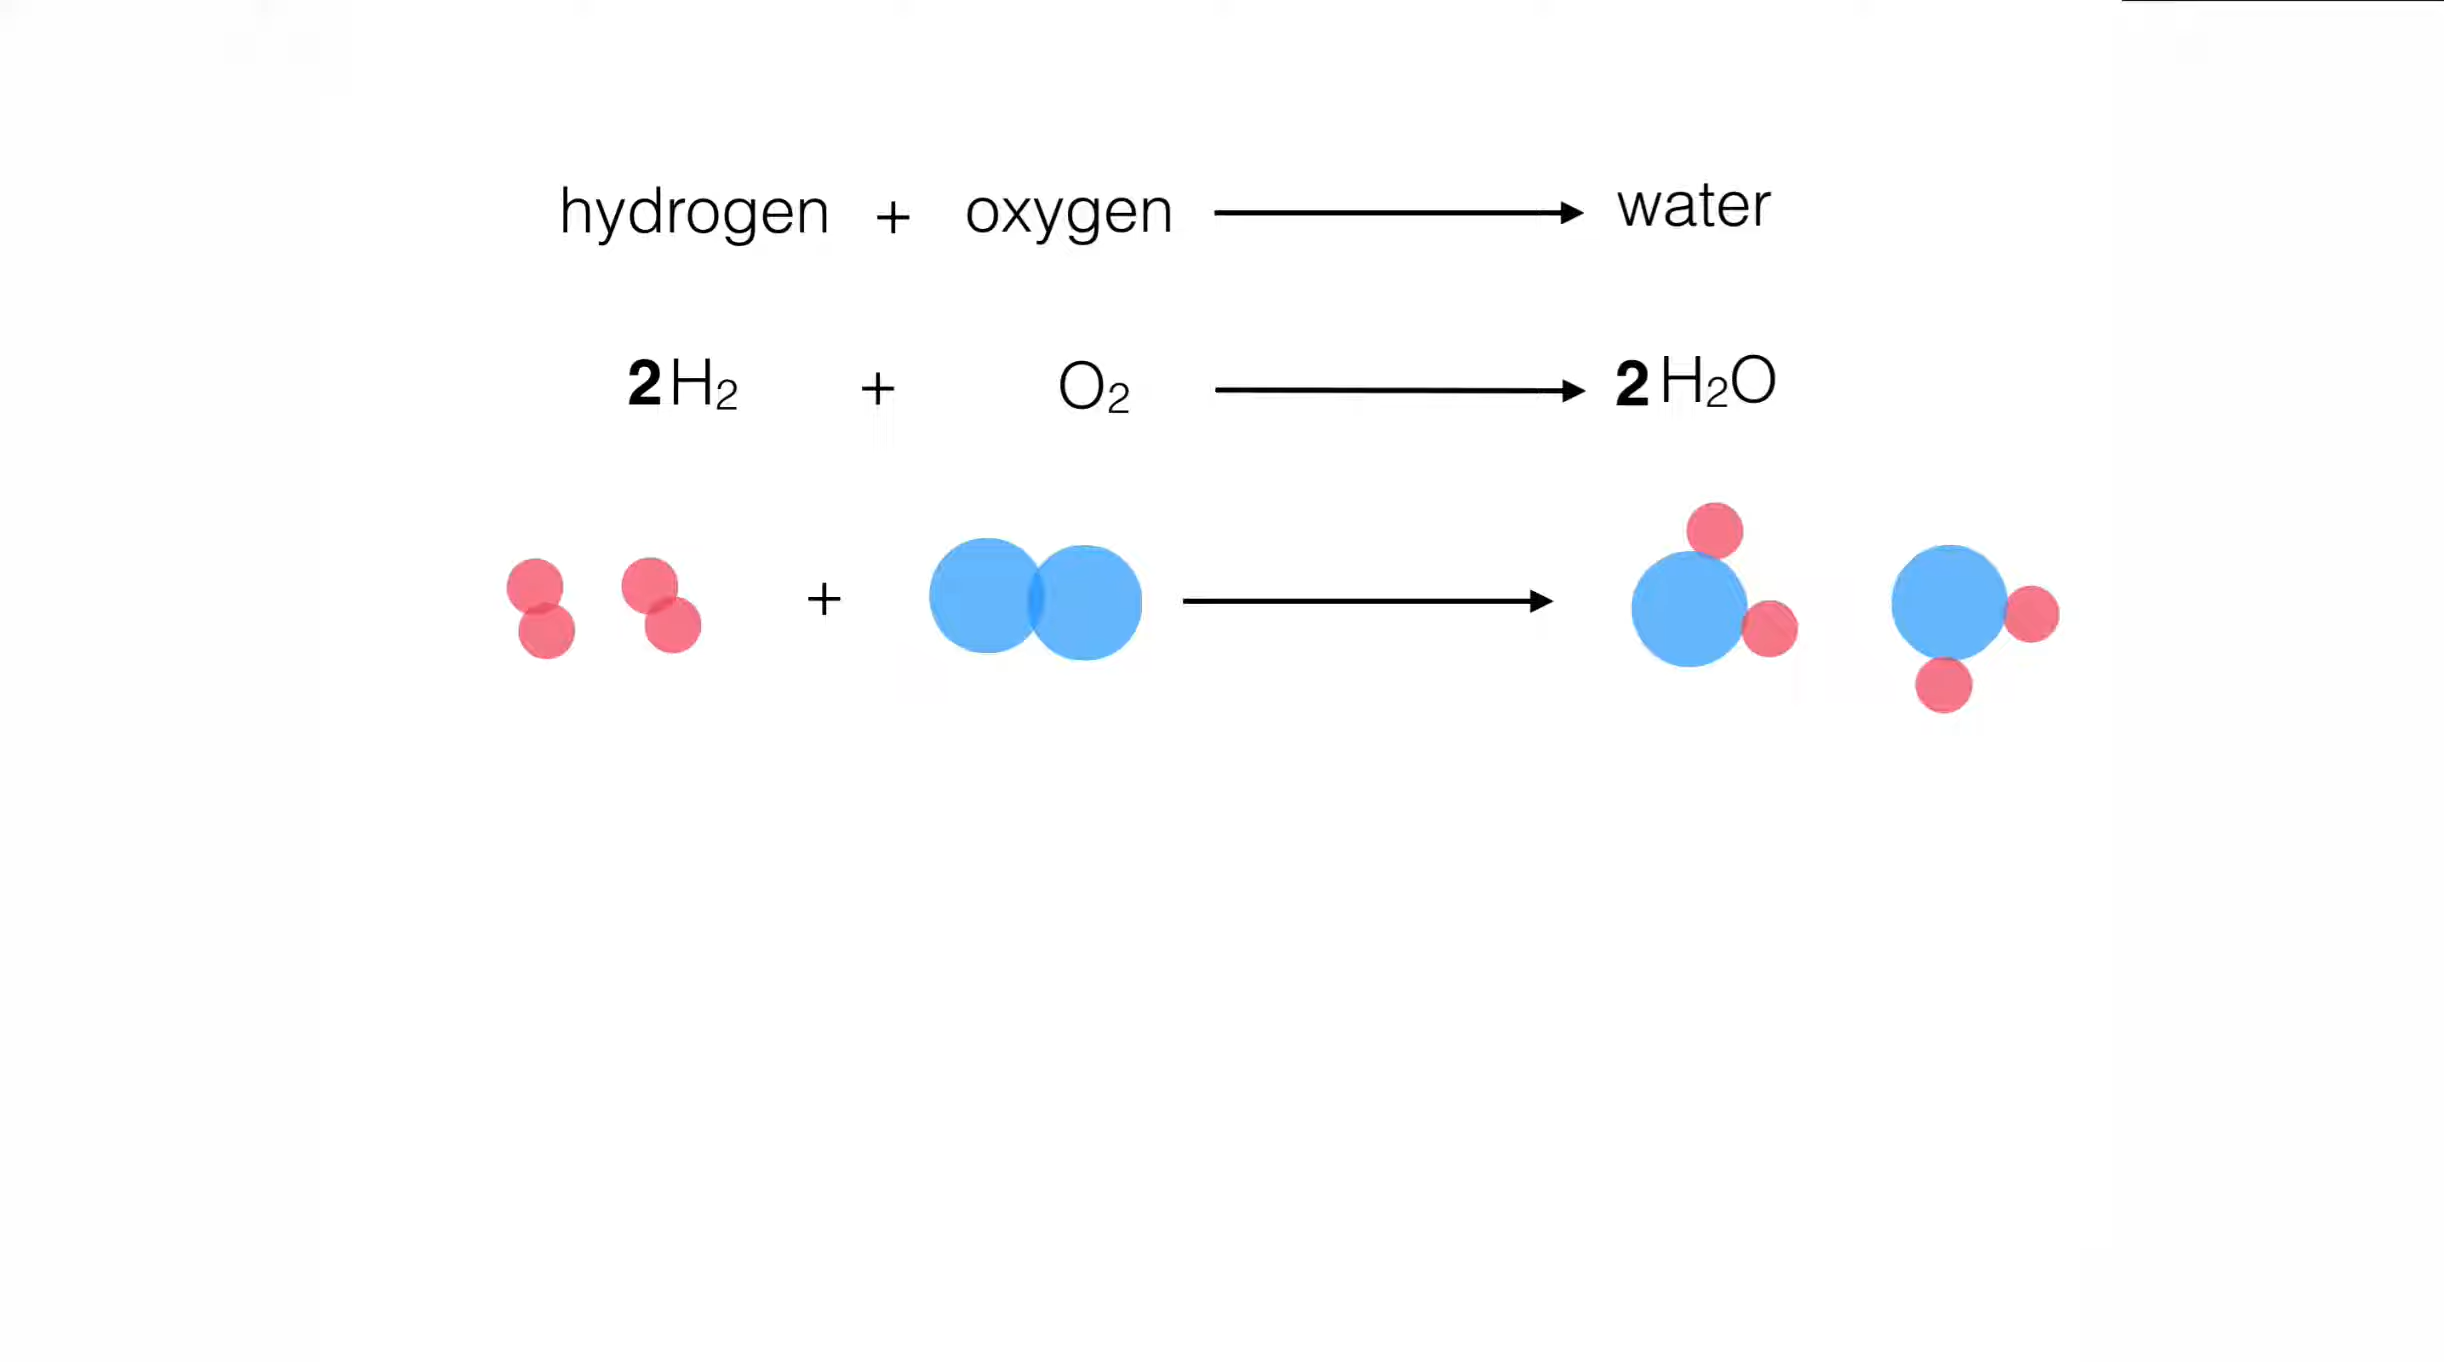 hydrogen + oxygen ⟶ water
2H₂ + O₂ ⟶ 2H₂O
+ ⟶